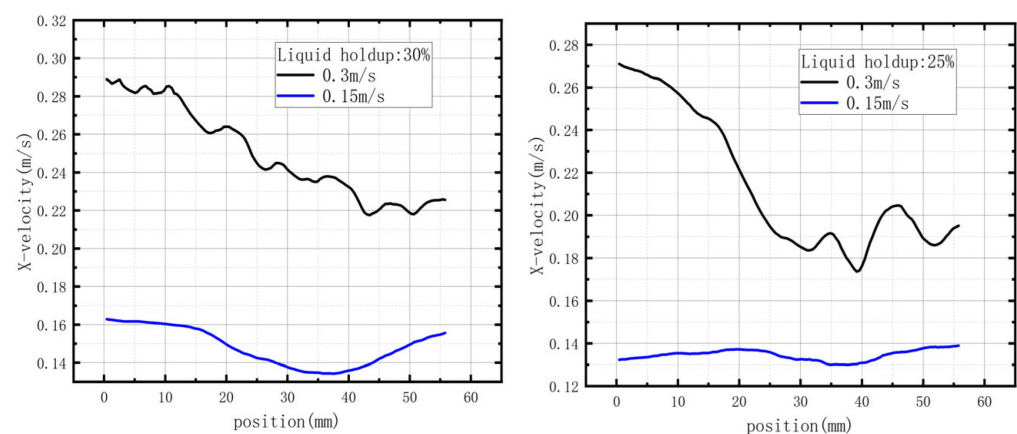 0.32
0.30
0.28
0.26
0.24
0.22
0.20
0.18
0.16
0.14
X-velocity(m/s)
Liquid holdup:30%
0.3m/s
0.15m/s
0 10 20 30 40 50 60
position(mm)
0.28
0.26
0.24
0.22
0.20
0.18
0.16
0.14
0.12
X-velocity(m/s)
Liquid holdup:25%
0.3m/s
0.15m/s
0 10 20 30 40 50 60
position(mm)